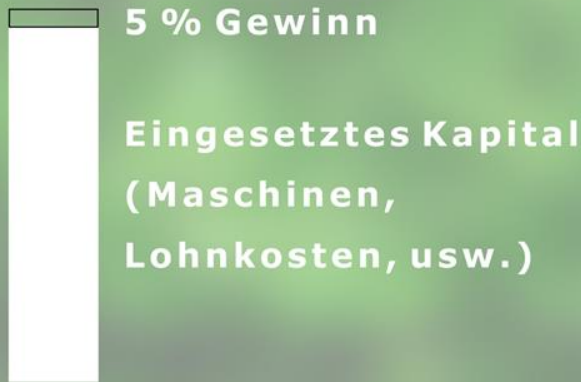 5 % Gewinn
Eingesetztes Kapital
(Maschinen,
Lohnkosten, usw.)